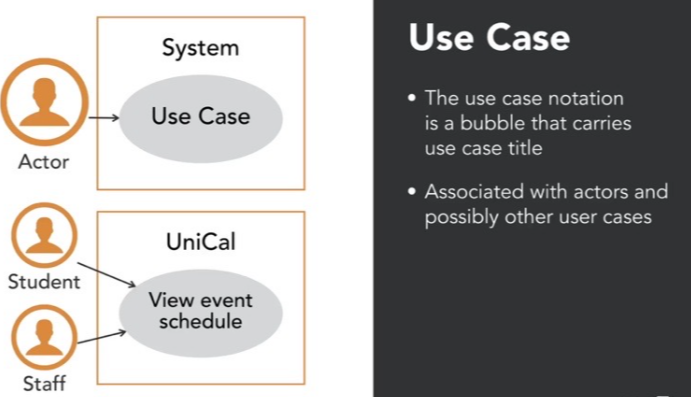 System
Use Case
Actor
UniCal
Student
View event
schedule
Staff
Use Case
• The use case notation
is a bubble that carries
use case title
• Associated with actors and
possibly other user cases